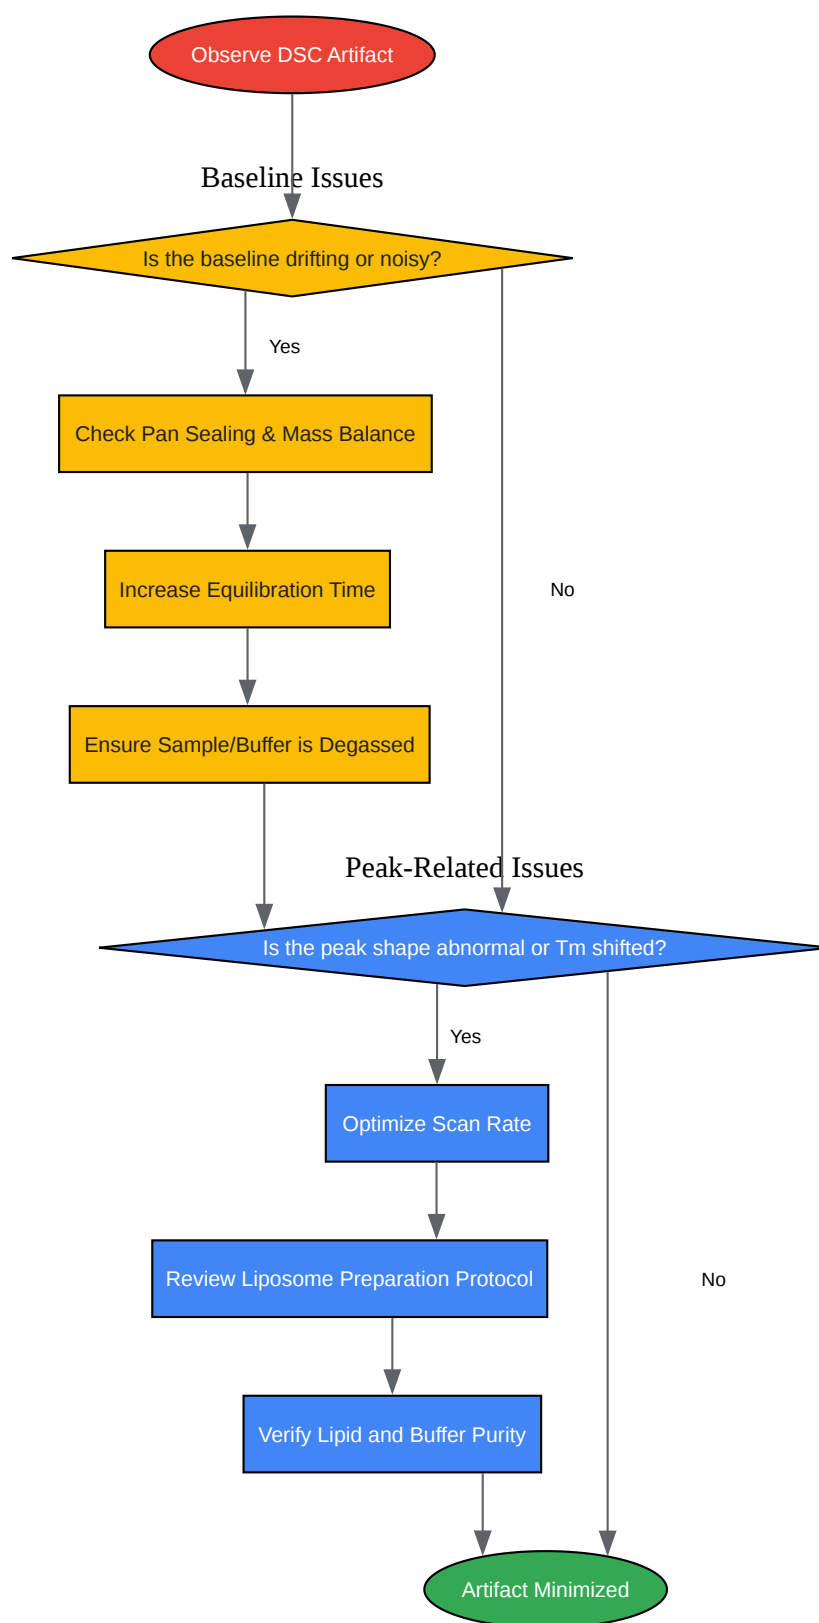 Observe DSC Artifact
Baseline Issues
Is the baseline drifting or noisy?
Yes
Check Pan Sealing & Mass Balance
Increase Equilibration Time
No
Ensure Sample/Buffer is Degassed
Peak-Related Issues
Is the peak shape abnormal or Tm shifted?
Yes
Optimize Scan Rate
Review Liposome Preparation Protocol
No
Verify Lipid and Buffer Purity
Artifact Minimized